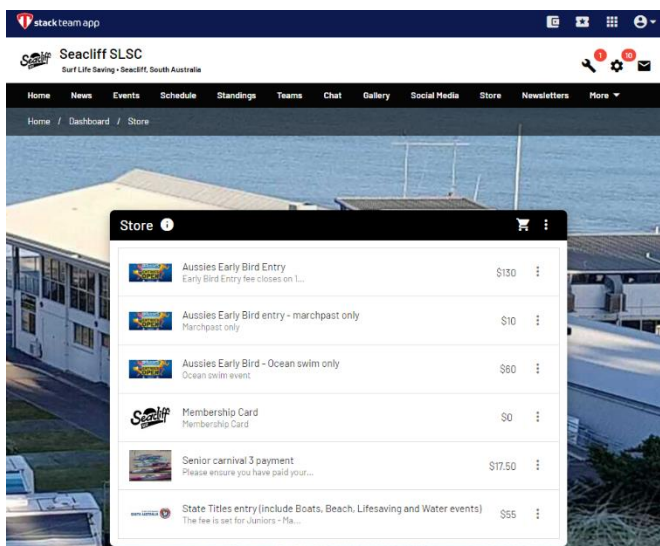 stack team app
Seacliff SLSC
Surf Life Saving • Seacliff, South Australia
1
10
Home News Events Schedule Standings Teams Chat Gallery Social Media Store Newsletters More
Home / Dashboard / Store
Store
Aussies Early Bird Entry
Early Bird Entry fee closes on 1...
$130
Aussies Early Bird entry - marchpast only
Marchpast only
$10
Aussies Early Bird - Ocean swim only
Ocean swim event
$60
Seacliff
Membership Card
Membership Card
$0
Senior carnival 3 payment
Please ensure you have paid your...
$17.50
State Titles entry (include Boats, Beach, Lifesaving and Water events)
The fee is set for Juniors - Ma...
$55